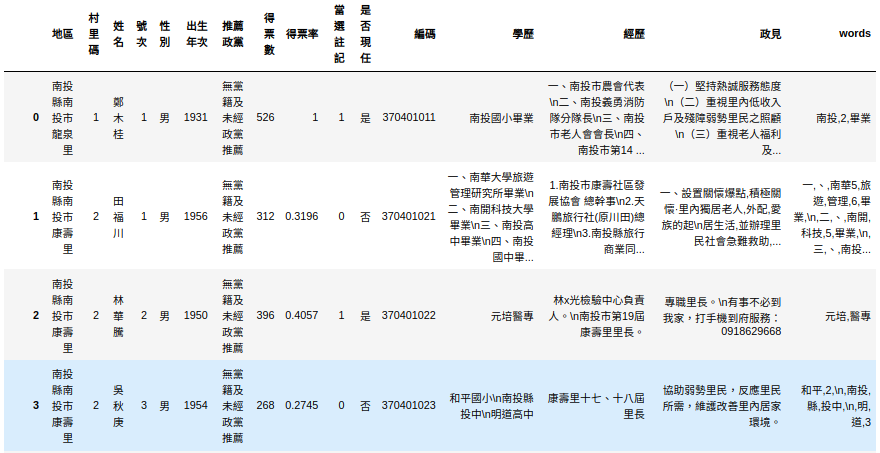 地區 村里碼 姓名 號次 性別 出生年次 推薦政黨 得票數 得票率 當選註記 是否現任 編碼 學歷 經歷 政見 words
0 南投縣南投市龍泉里 1 鄭木桂 1 男 1931 無黨籍及未經政黨推薦 526 1 1 是 370401011 南投國小畢業 一、南投市農會代表\n二、南投義勇消防隊分隊長\n三、南投市老人會會長\n四、南投市第14 ... （一）堅持熱誠服務態度\n（二）重視里內低收入戶及殘障弱勢里民之照顧\n（三）重視老人福利及... 南投,2,畢業
1 南投縣南投市康壽里 2 田福川 1 男 1956 無黨籍及未經政黨推薦 312 0.3196 0 否 370401021 一、南華大學旅遊管理研究所畢業\n二、南開科技大學畢業\n三、南投高中畢業\n四、南投國中畢... 1.南投市康壽社區發展協會 總幹事\n2.天鵬旅行社(原川田)總經理\n3.南投縣旅行商業同... 一、設置關懷爆點,積極關懷·里內獨居老人,外配,愛族的起\n居生活,並辦理里民社會急難救助,... 一,、,南華5,旅遊,管理,6,畢業,\n,二,、,南開,科技,5,畢業,\n,三,、,南投...
2 南投縣南投市康壽里 2 林華騰 2 男 1950 無黨籍及未經政黨推薦 396 0.4057 1 是 370401022 元培醫專 林x光檢驗中心負責人。\n南投市第19屆康壽里里長。 專職里長。\n有事不必到我家，打手機到府服務：0918629668 元培,醫專
3 南投縣南投市康壽里 2 吳秋庚 3 男 1954 無黨籍及未經政黨推薦 268 0.2745 0 否 370401023 和平國小\n南投縣投中\n明道高中 康壽里十七、十八屆里長 協助弱勢里民，反應里民所需，維護改善里內居家環境。 和平,2,\n,南投,縣,投中,\n,明,道,3